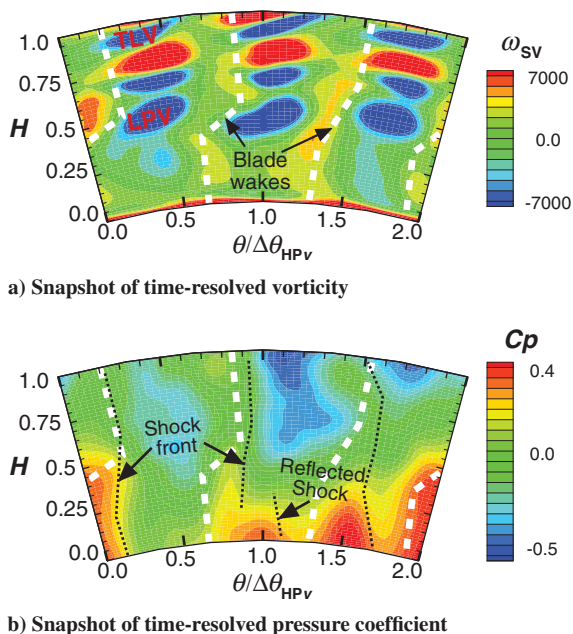 1.0
0.75
H
0.5
0.25
0.0
TLV
LPV
Blade
wakes
0.0
0.5
1.0
1.5
2.0
θ/Δθ_HPv
ω_SV
7000
0.0
-7000
a) Snapshot of time-resolved vorticity
1.0
0.75
H
0.5
0.25
0.0
Shock
front
Reflected
Shock
0.0
0.5
1.0
1.5
2.0
θ/Δθ_HPv
Cp
0.4
0.0
-0.5
b) Snapshot of time-resolved pressure coefficient